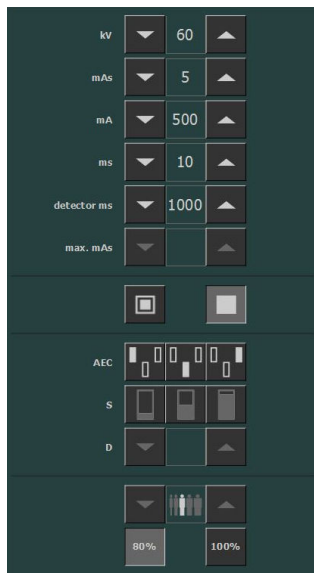 kV 60
mAs 5
mA 500
ms 10
detector ms 1000
max. mAs
AEC
S
D
80% 100%